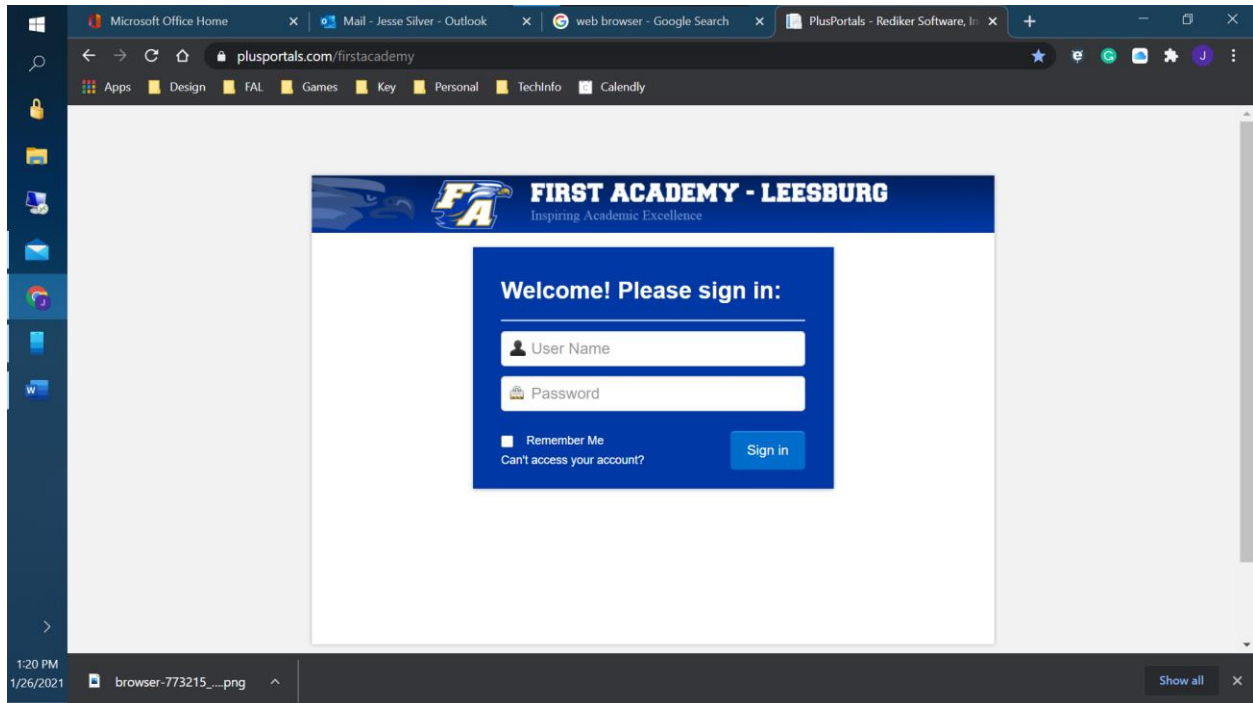 Microsoft Office Home
Mail - Jesse Silver - Outlook
web browser - Google Search
PlusPortals - Rediker Software, In
plusportals.com/firstacademy
J
Apps
Design
FAL
Games
Key
Personal
TechInfo
Calendly
FA
FIRST ACADEMY - LEESBURG
Inspiring Academic Excellence
Welcome! Please sign in:
User Name
Password
Remember Me
Sign in
Can't access your account?
1:20 PM
1/26/2021
browser-773215_....png
Show all